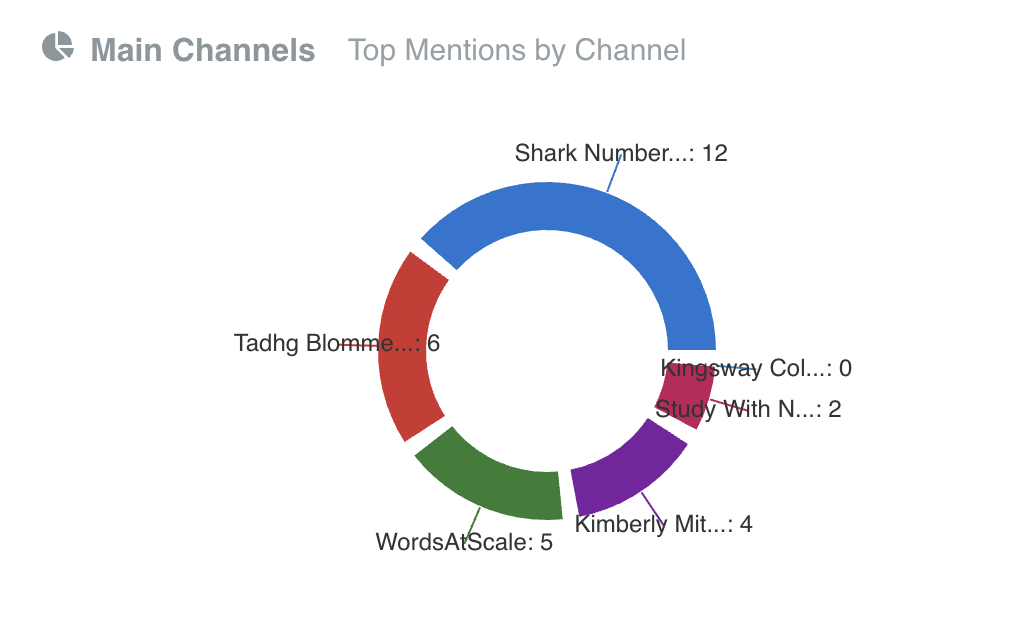 Main Channels Top Mentions by Channel
Shark Number...: 12
Tadhg Blomme...: 6
Kingsway Col...: 0
Study With N...: 2
Kimberly Mit...: 4
WordsAtScale: 5